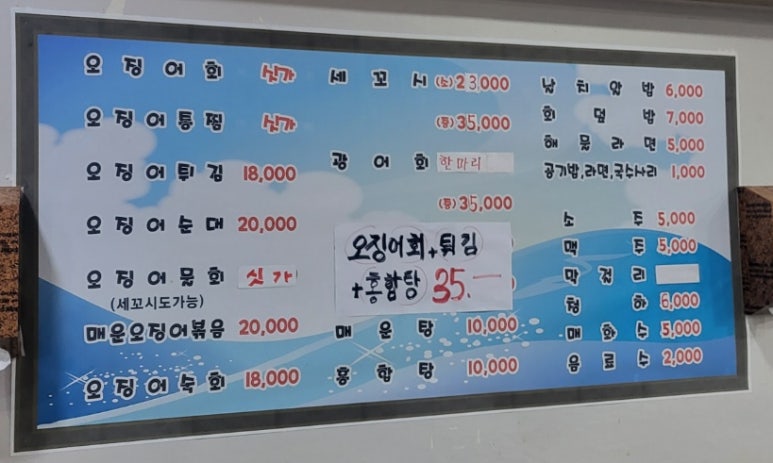 오징어회 싯가
오징어통찜 싯가
오징어튀김 18,000
오징어순대 20,000
오징어물회 싯가
(세꼬시도가능)
매운오징어볶음 20,000
오징어숙회 18,000
세꼬시 (소)23,000
(중)35,000
광어회 한마리
(중)35,000
오징어회+튀김
+홍합탕 35.-
매운탕 10,000
홍합탕 10,000
날치알밥 6,000
회덮밥 7,000
해물라면 5,000
공기밥,라면,국수사리 1,000
소주 5,000
맥주 5,000
막걸리
청하 6,000
매화수 5,000
음료수 2,000